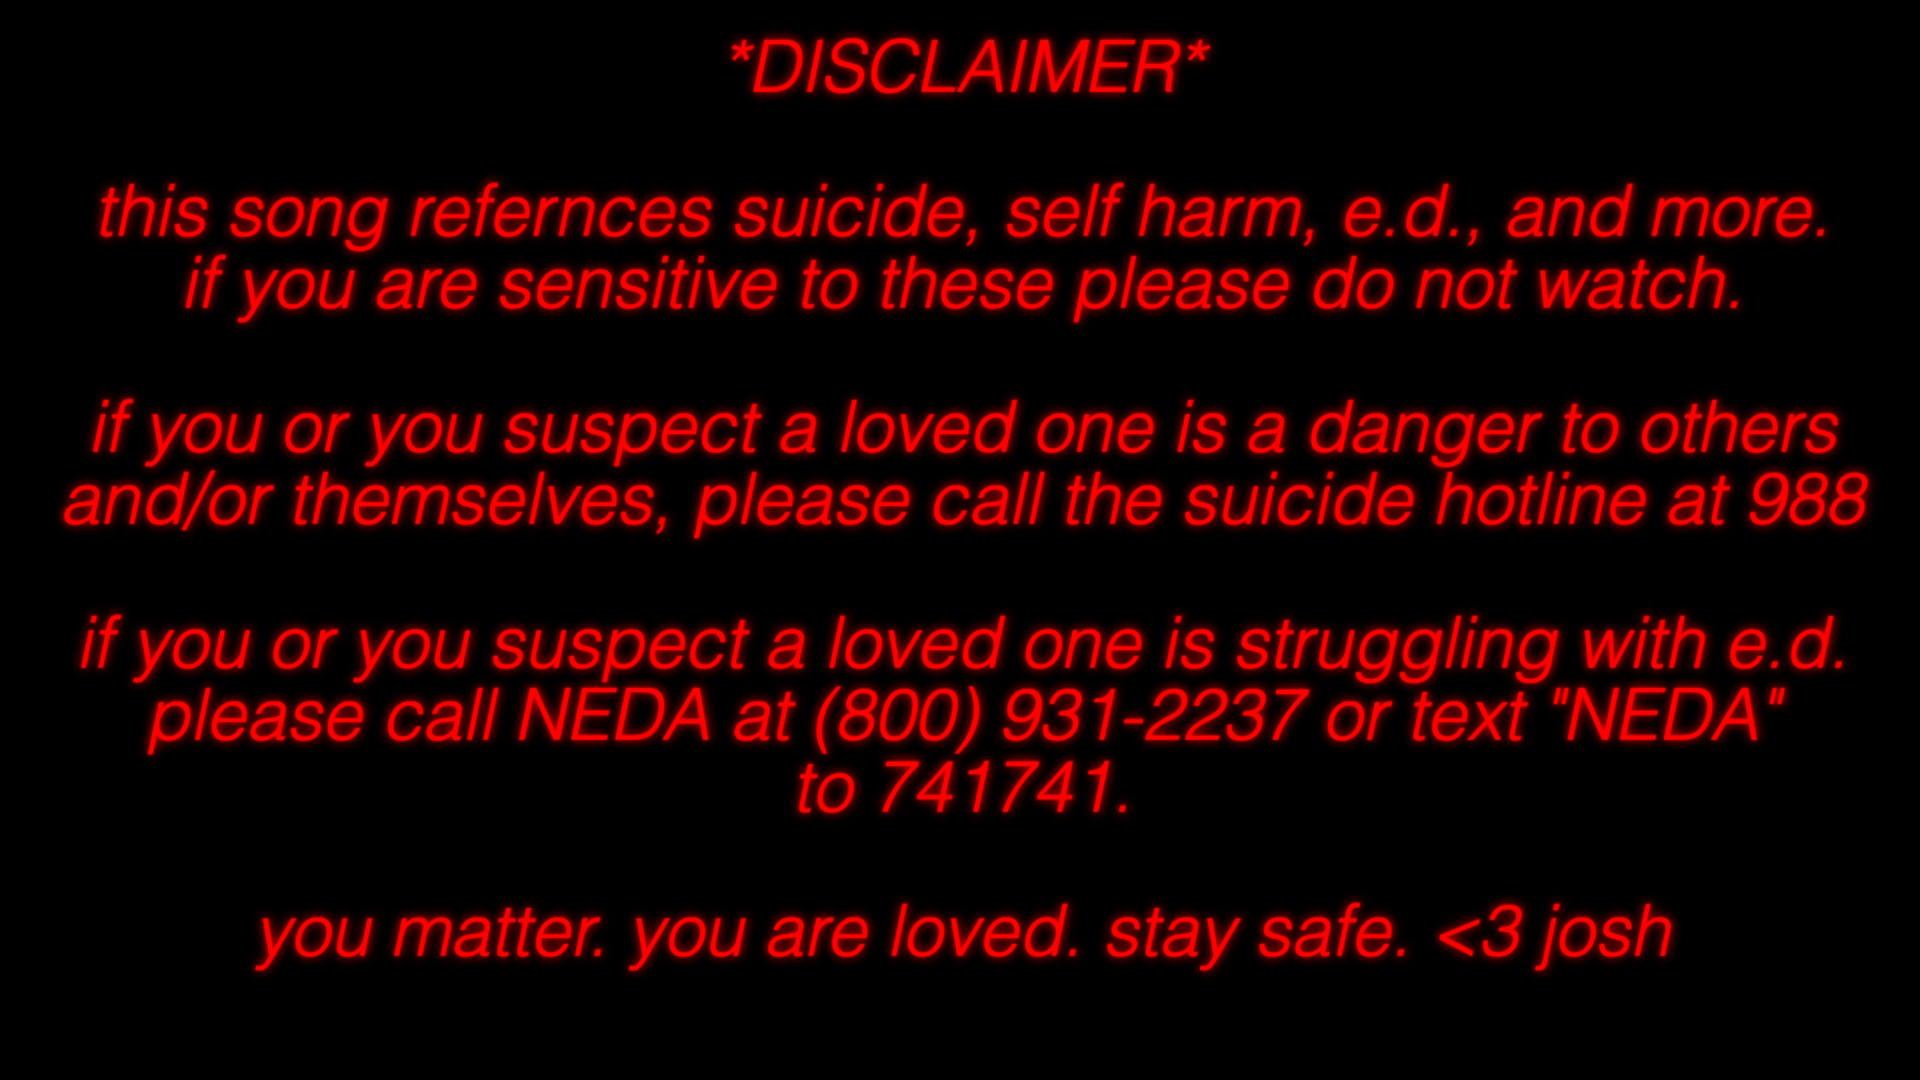 *DISCLAIMER*
this song refernces suicide, self harm, e.d., and more.
if you are sensitive to these please do not watch.
if you or you suspect a loved one is a danger to others
and/or themselves, please call the suicide hotline at 988
if you or you suspect a loved one is struggling with e.d.
please call NEDA at (800) 931-2237 or text "NEDA"
to 741741.
you matter. you are loved. stay safe. <3 josh